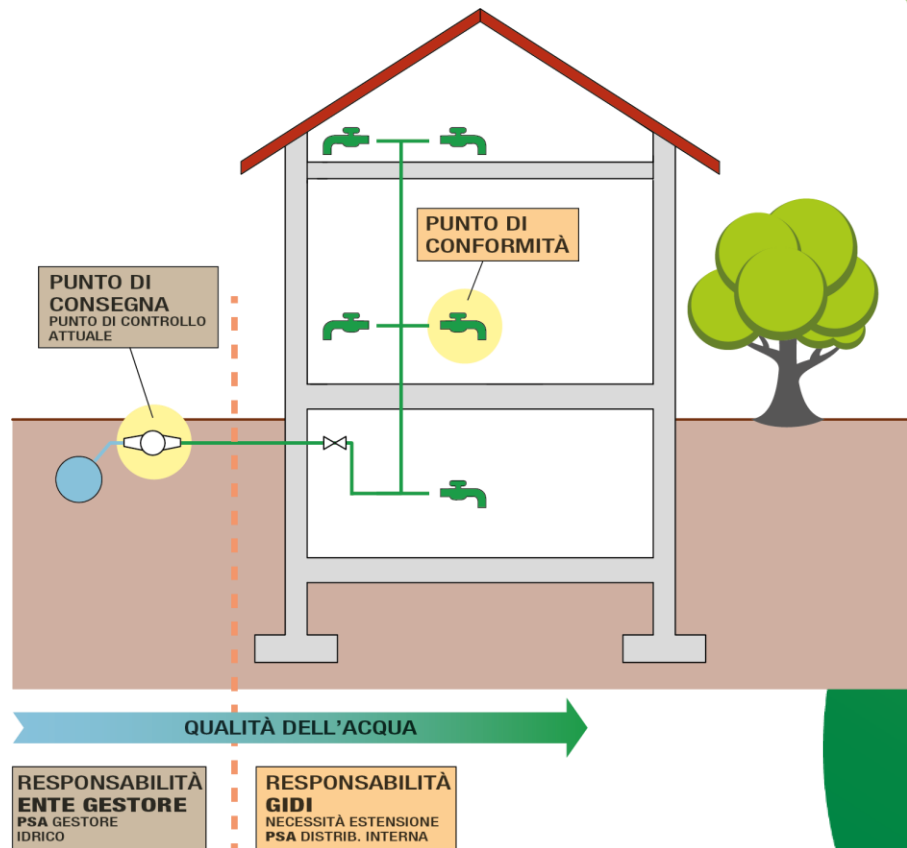 PUNTO DI
CONFORMITÀ
PUNTO DI
CONSEGNA
PUNTO DI CONTROLLO
ATTUALE
QUALITÀ DELL'ACQUA
RESPONSABILITÀ
ENTE GESTORE
PSA GESTORE
IDRICO
RESPONSABILITÀ
GIDI
NECESSITÀ ESTENSIONE
PSA DISTRIB. INTERNA